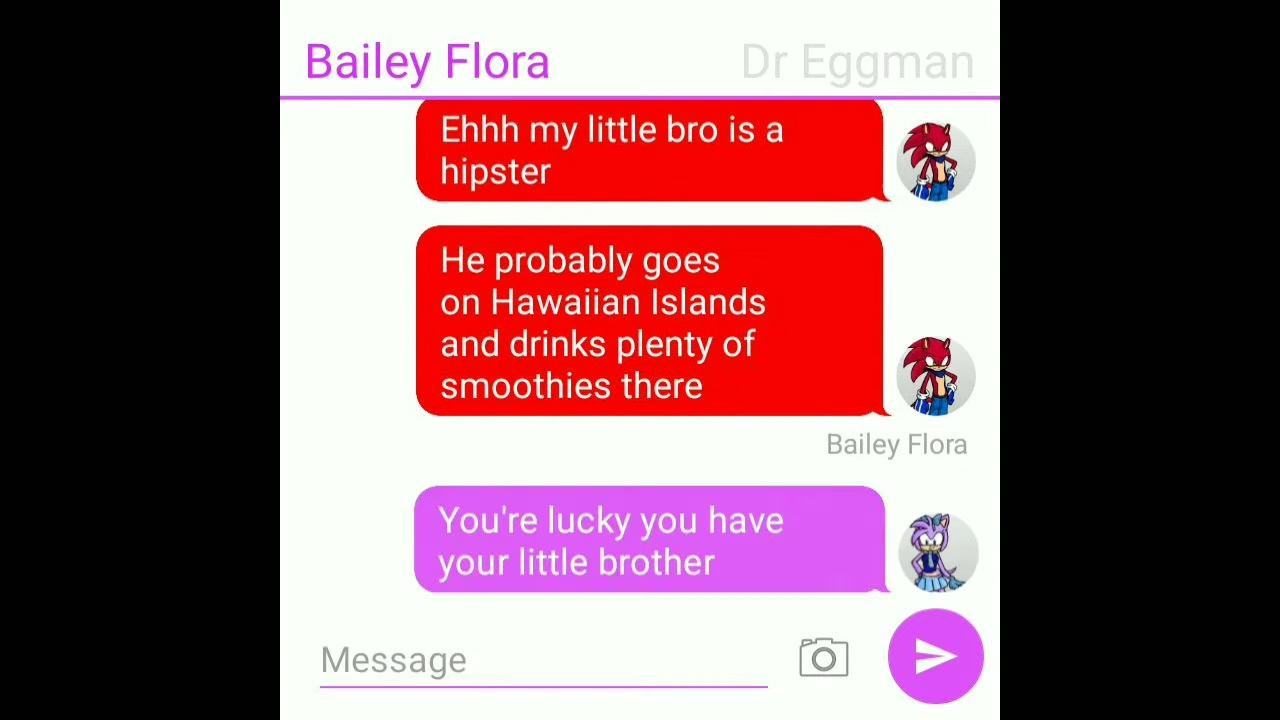 Bailey Flora
Dr Eggman
Ehhh my little bro is a
hipster
He probably goes
on Hawaiian Islands
and drinks plenty of
smoothies there
Bailey Flora
You're lucky you have
your little brother
Message